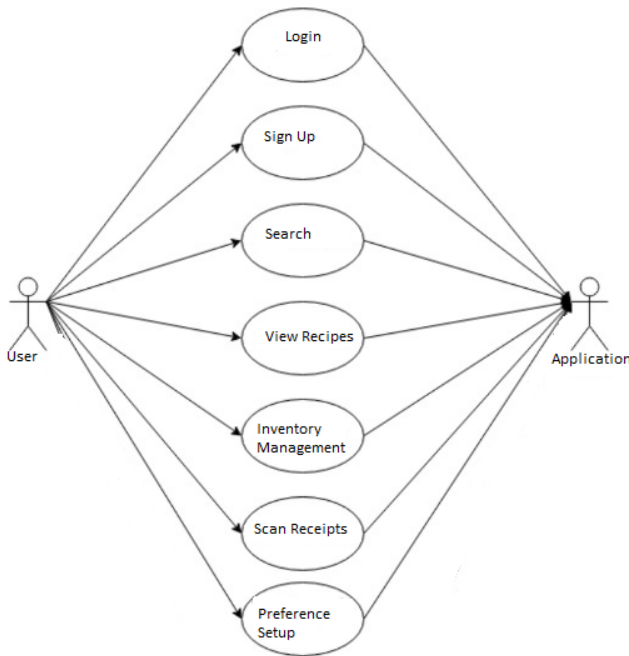 Login
Sign Up
Search
User
View Recipes
Application
Inventory
Management
Scan Receipts
Preference
Setup